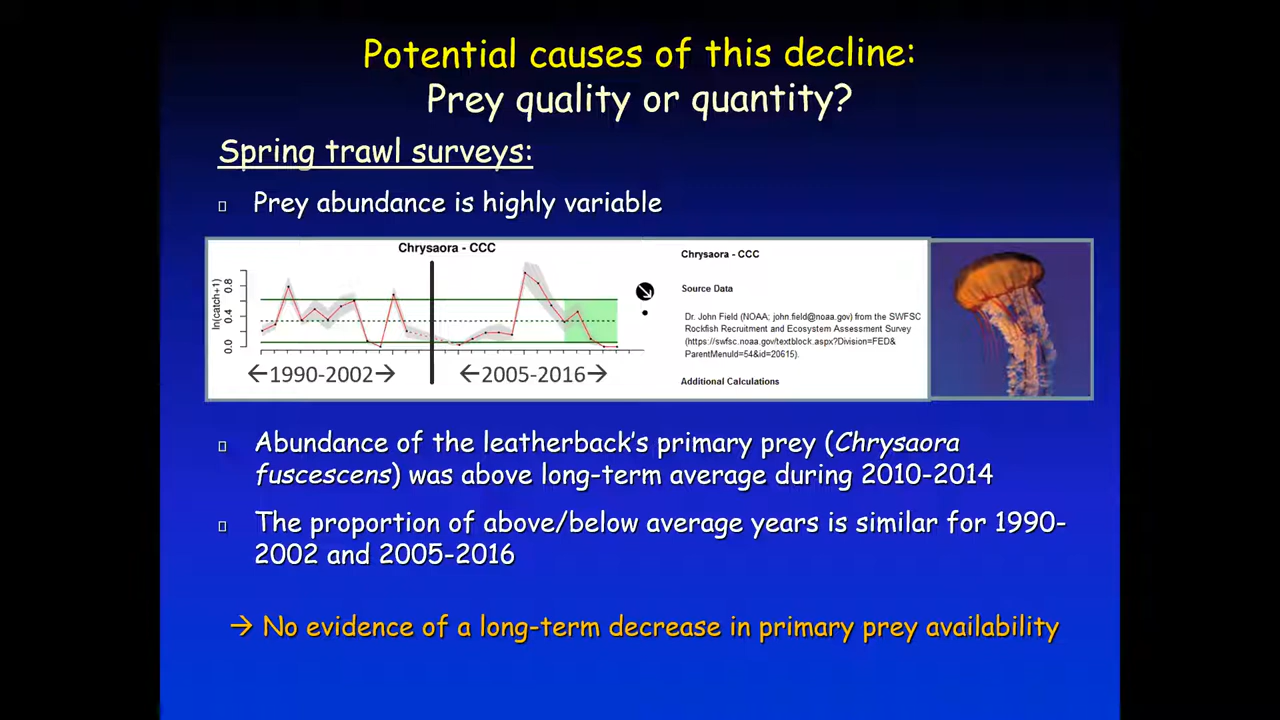 Potential causes of this decline:
Prey quality or quantity?
Spring trawl surveys:
Prey abundance is highly variable
Chrysaora - CCC
ln(catch+1)
0.8
0.4
0.0
←1990-2002→
←2005-2016→
Chrysaora - CCC
Source Data
Dr. John Field (NOAA; john.field@noaa.gov) from the SWFSC
Rockfish Recruitment and Ecosystem Assessment Survey
(https://swfsc.noaa.gov/textblock.aspx?Division=FED&
ParentMenuId=54&id=20615).
Additional Calculations
Abundance of the leatherback's primary prey (Chrysaora
fuscescens) was above long-term average during 2010-2014
The proportion of above/below average years is similar for 1990-
2002 and 2005-2016
→ No evidence of a long-term decrease in primary prey availability